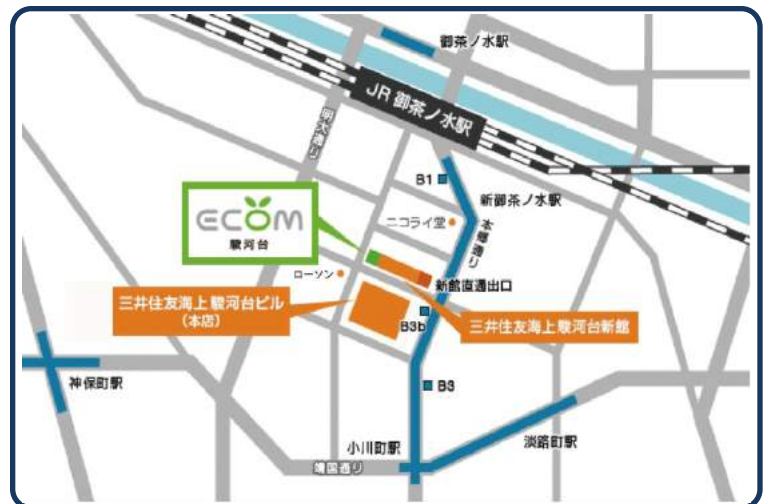 御茶ノ水駅
JR 御茶ノ水駅
明大通り
B1
新御茶ノ水駅
ECOM
駿河台
ニコライ堂
本郷通り
ローソン
新館直通出口
三井住友海上 駿河台ビル
（本店）
B3b
三井住友海上 駿河台新館
神保町駅
B3
小川町駅
淡路町駅
靖国通り